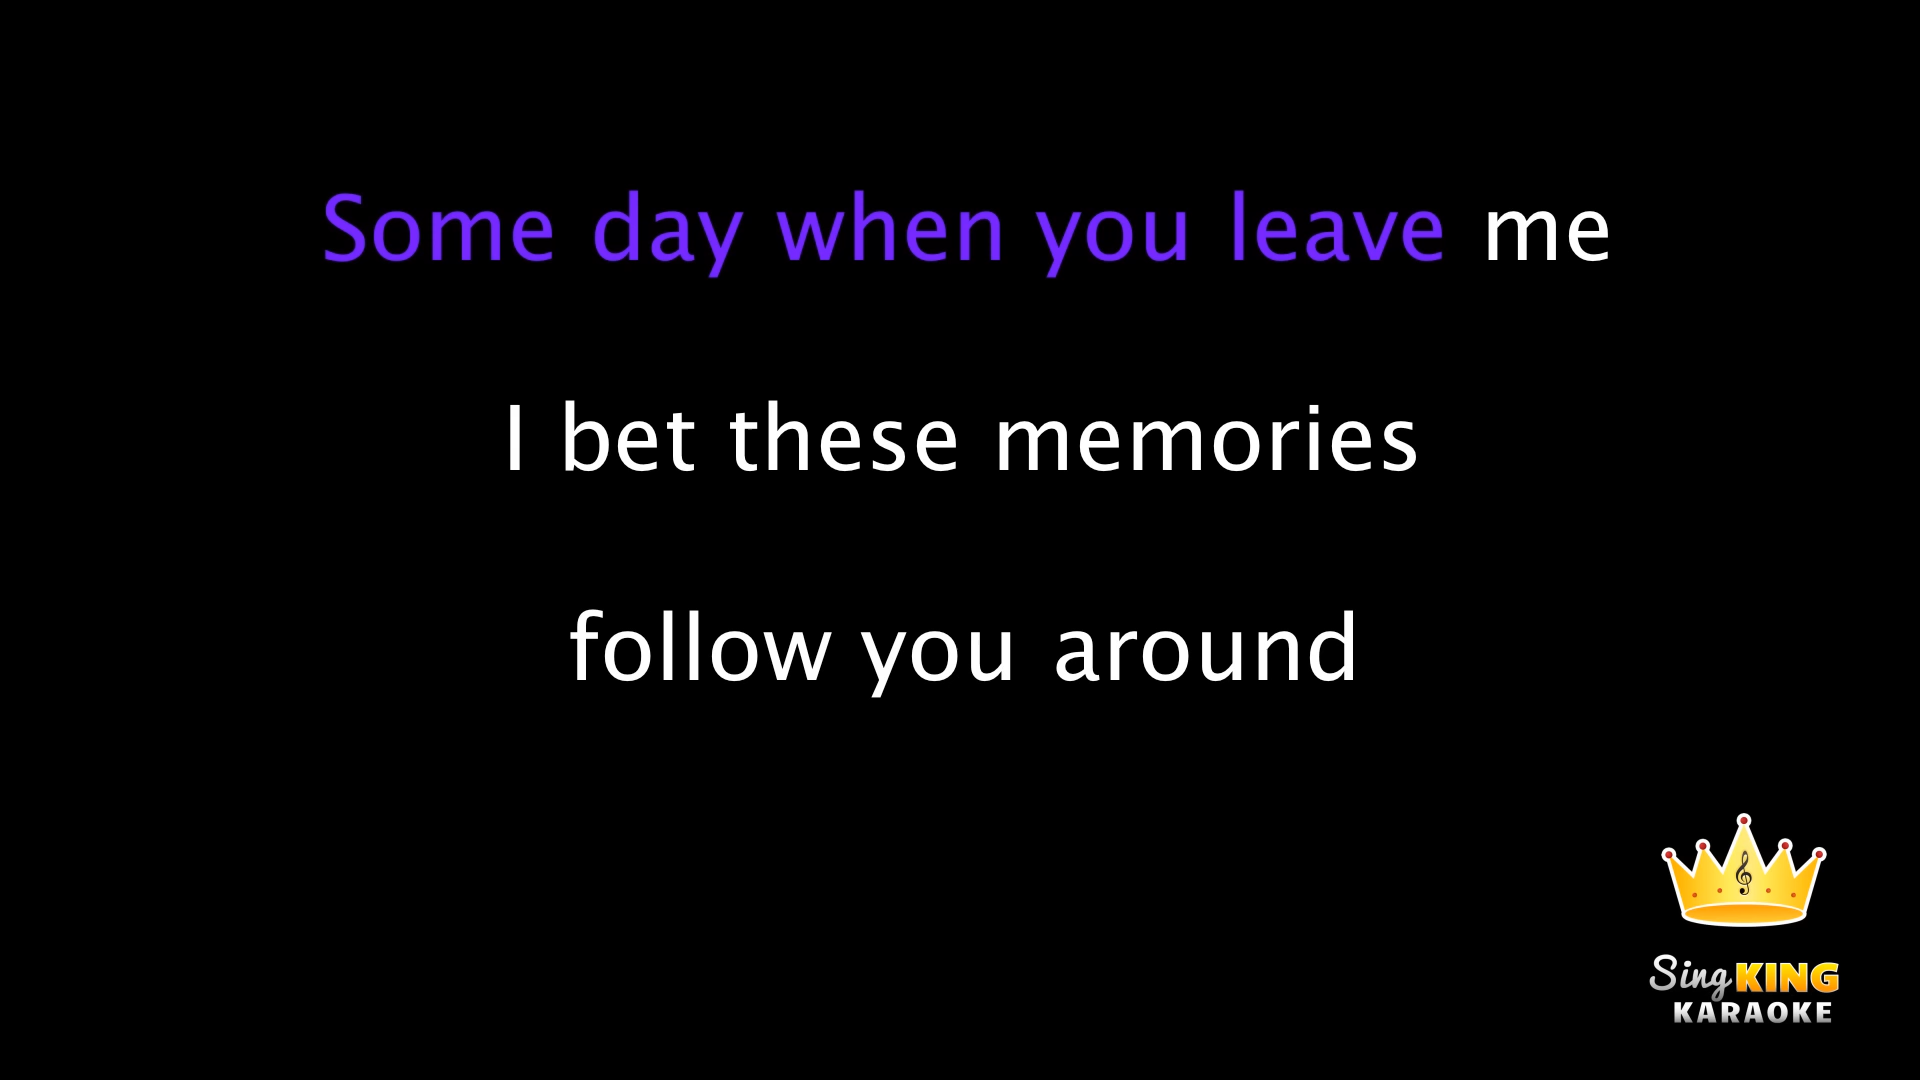 Some day when you leave me
I bet these memories
follow you around
Sing KING
KARAOKE